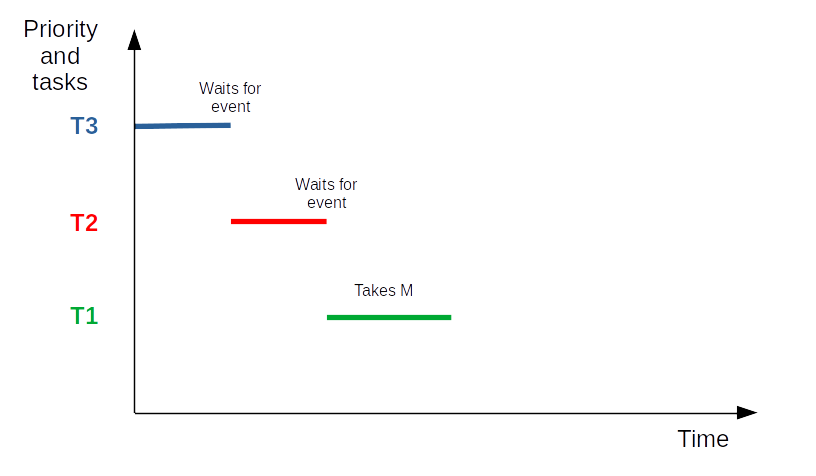 Priority
and
tasks
Waits for
event
T3
Waits for
event
T2
Takes M
T1
Time